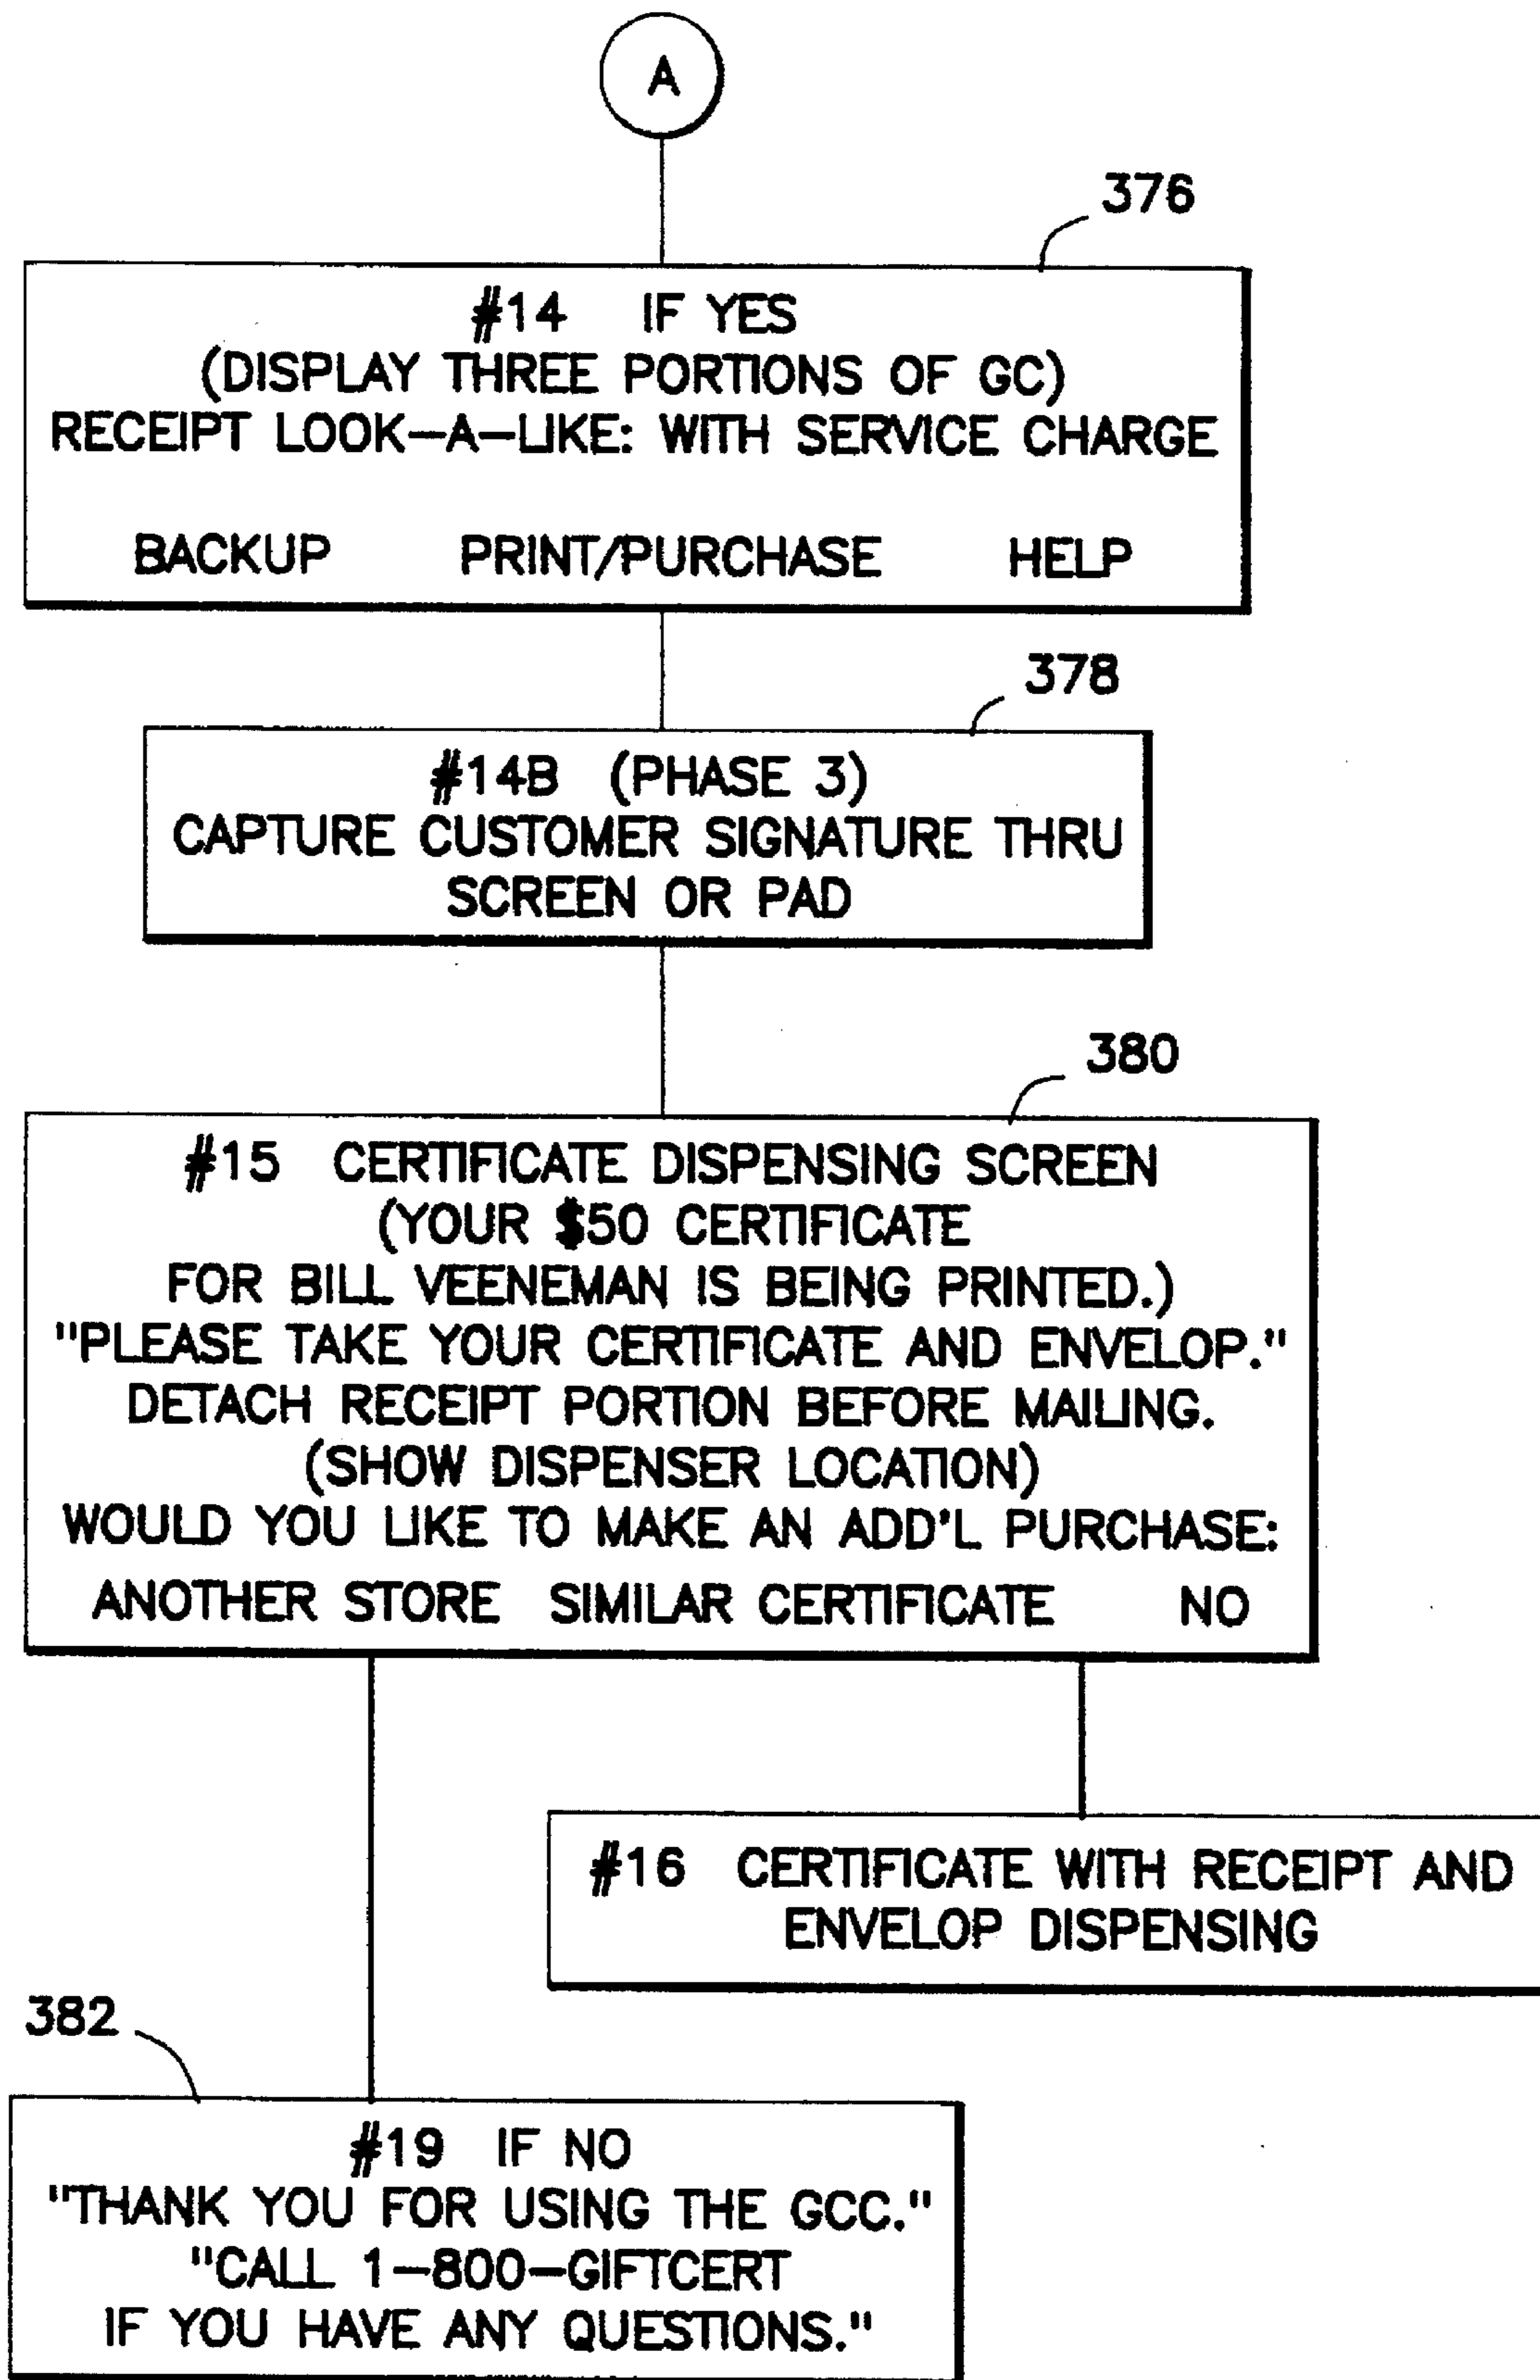 A
376
#14 IF YES
(DISPLAY THREE PORTIONS OF GC)
RECEIPT LOOK-A-LIKE: WITH SERVICE CHARGE
BACKUP PRINT/PURCHASE HELP
378
#14B (PHASE 3)
CAPTURE CUSTOMER SIGNATURE THRU
SCREEN OR PAD
380
#15 CERTIFICATE DISPENSING SCREEN
(YOUR $50 CERTIFICATE
FOR BILL VEENEMAN IS BEING PRINTED.)
"PLEASE TAKE YOUR CERTIFICATE AND ENVELOP."
DETACH RECEIPT PORTION BEFORE MAILING.
(SHOW DISPENSER LOCATION)
WOULD YOU LIKE TO MAKE AN ADD'L PURCHASE:
ANOTHER STORE SIMILAR CERTIFICATE NO
#16 CERTIFICATE WITH RECEIPT AND
ENVELOP DISPENSING
382
#19 IF NO
"THANK YOU FOR USING THE GCC."
"CALL 1-800-GIFTCERT
IF YOU HAVE ANY QUESTIONS."